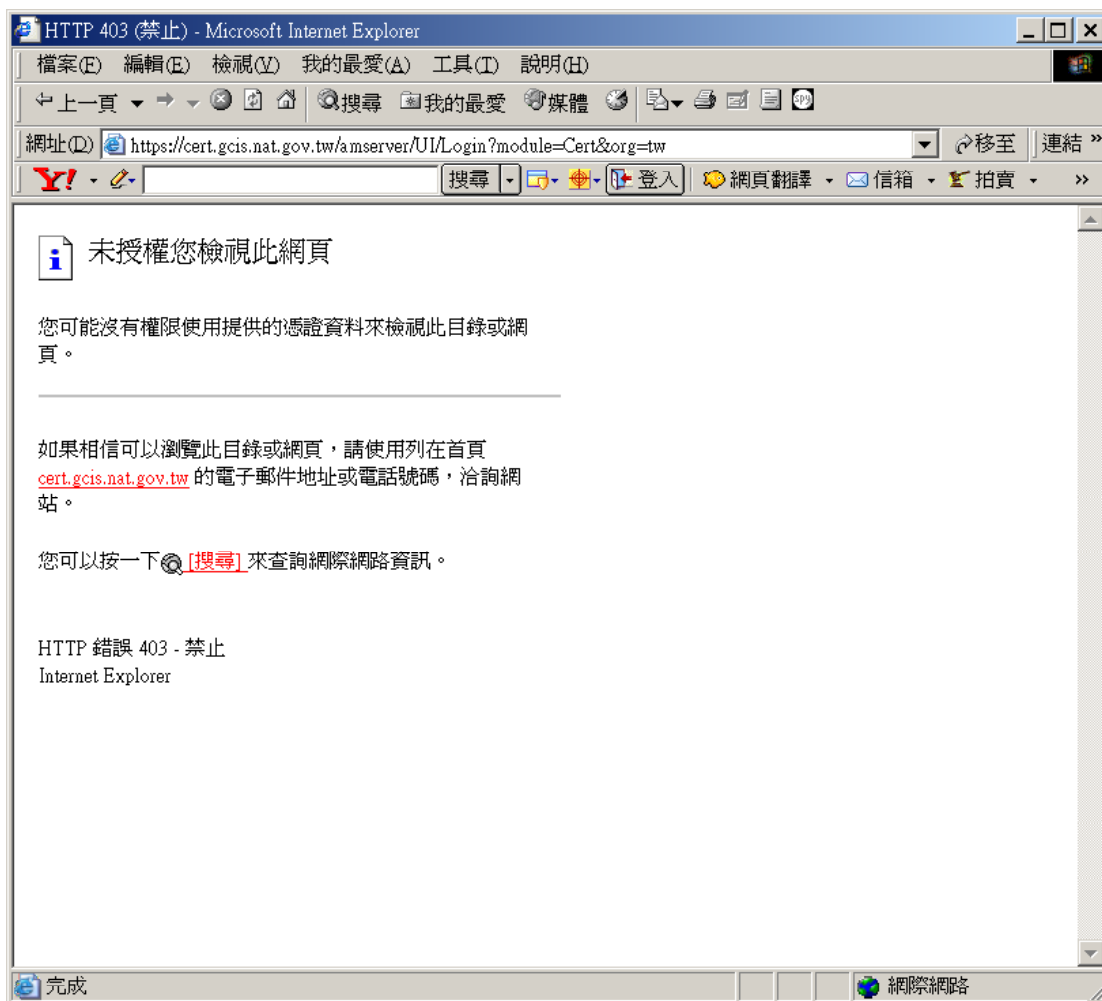 HTTP 403 (禁止) - Microsoft Internet Explorer
檔案(F) 編輯(E) 檢視(V) 我的最愛(A) 工具(T) 說明(H)
上一頁 搜尋 我的最愛 媒體
網址(D) https://cert.gcis.nat.gov.tw/amserver/UI/Login?module=Cert&org=tw 移至 連結 »
Y! 搜尋 登入 網頁翻譯 信箱 拍賣 »
未授權您檢視此網頁
您可能沒有權限使用提供的憑證資料來檢視此目錄或網
頁。
如果相信可以瀏覽此目錄或網頁，請使用列在首頁
cert.gcis.nat.gov.tw 的電子郵件地址或電話號碼，洽詢網
站。
您可以按一下 [搜尋] 來查詢網際網路資訊。
HTTP 錯誤 403 - 禁止
Internet Explorer
完成 網際網路